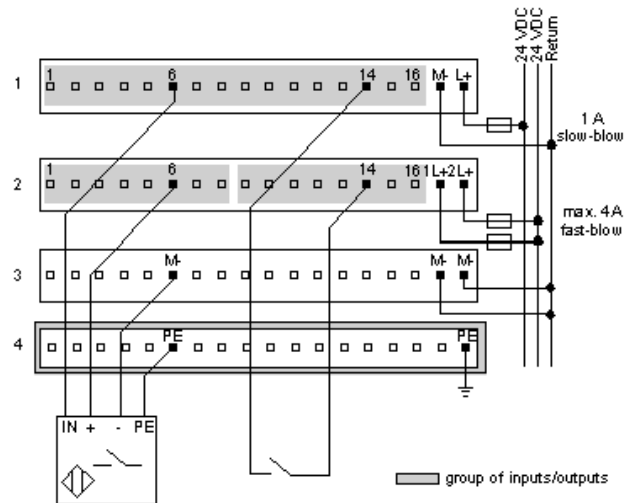 24 VDC
24 VDC
Return
1 6 14 16 M- L+
1
1 A
slow-blow
1 6 14 16 1L+2L+
2
max. 4 A
fast-blow
M- M- M-
3
PE PE
4
IN + - PE
group of inputs/outputs